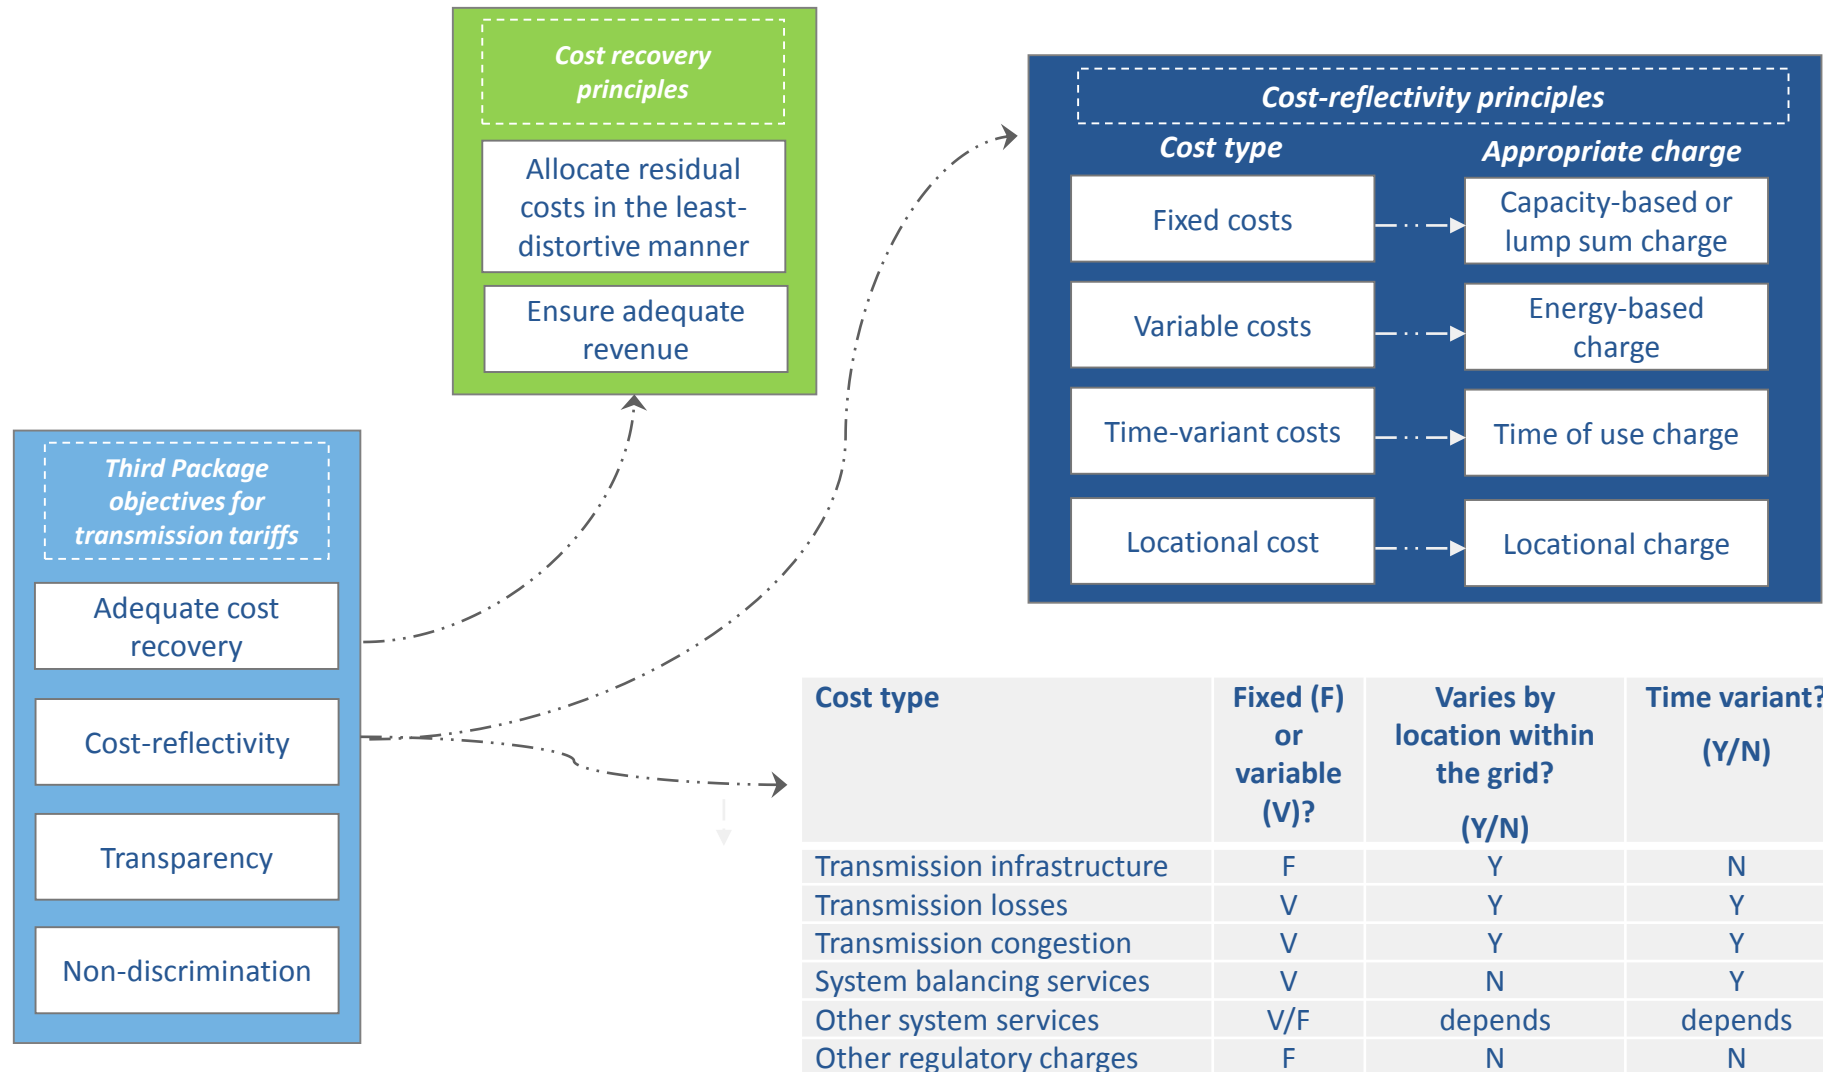 Cost recovery
principles
Allocate residual
costs in the least-
distortive manner
Ensure adequate
revenue
Cost-reflectivity principles
Cost type Appropriate charge
Fixed costs
Capacity-based or
lump sum charge
Variable costs
Energy-based
charge
Time-variant costs Time of use charge
Locational cost Locational charge
Third Package
objectives for
transmission tariffs
Adequate cost
recovery
Cost-reflectivity
Transparency
Non-discrimination
Cost type Fixed (F) Varies by Time variant?
or location within (Y/N)
variable the grid?
(V)? (Y/N)
Transmission infrastructure F Y N
Transmission losses V Y Y
Transmission congestion V Y Y
System balancing services V N Y
Other system services V/F depends depends
Other regulatory charges F N N